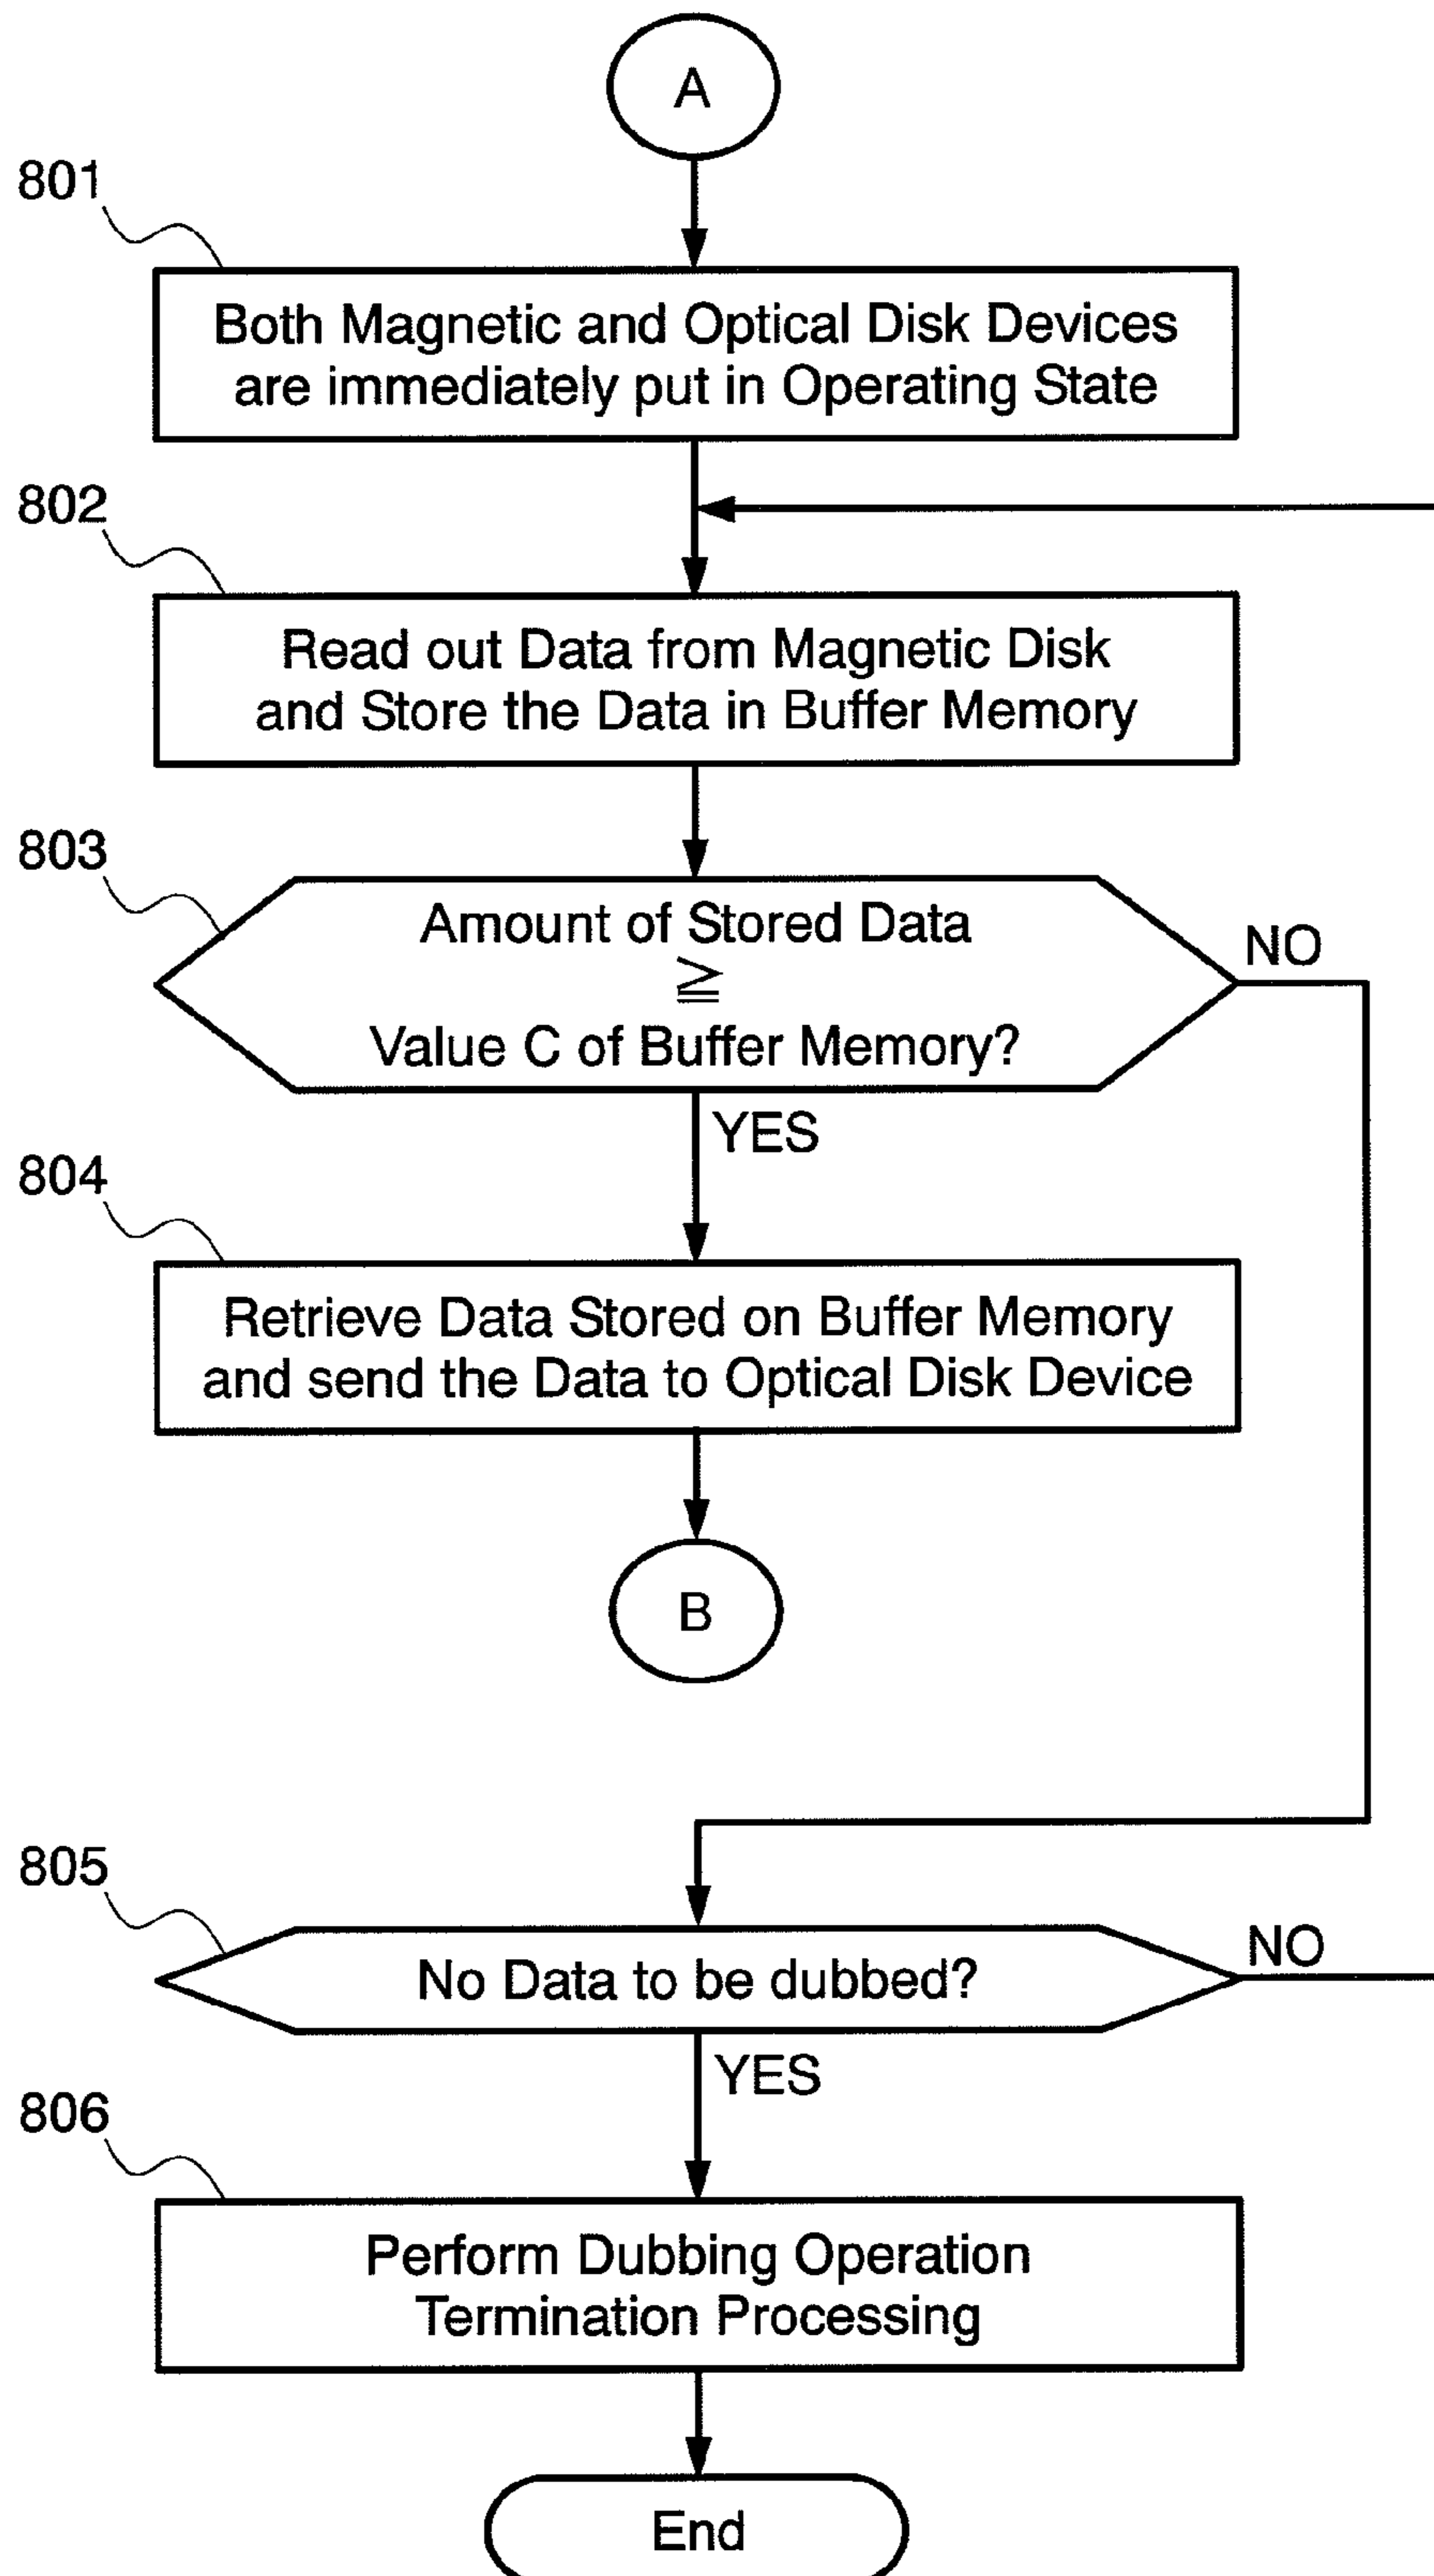 A
801
Both Magnetic and Optical Disk Devices
are immediately put in Operating State
802
Read out Data from Magnetic Disk
and Store the Data in Buffer Memory
803
Amount of Stored Data
≧
Value C of Buffer Memory?
NO
YES
804
Retrieve Data Stored on Buffer Memory
and send the Data to Optical Disk Device
B
805
No Data to be dubbed?
NO
YES
806
Perform Dubbing Operation
Termination Processing
End